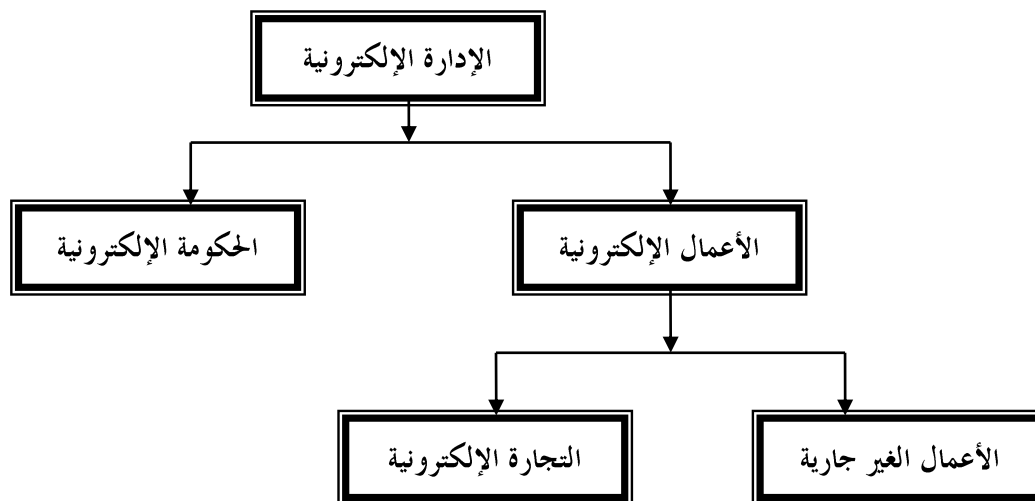 الإدارة الإلكترونية
الأعمال الإلكترونية
الحكومة الإلكترونية
الأعمال الغير جارية
التجارة الإلكترونية